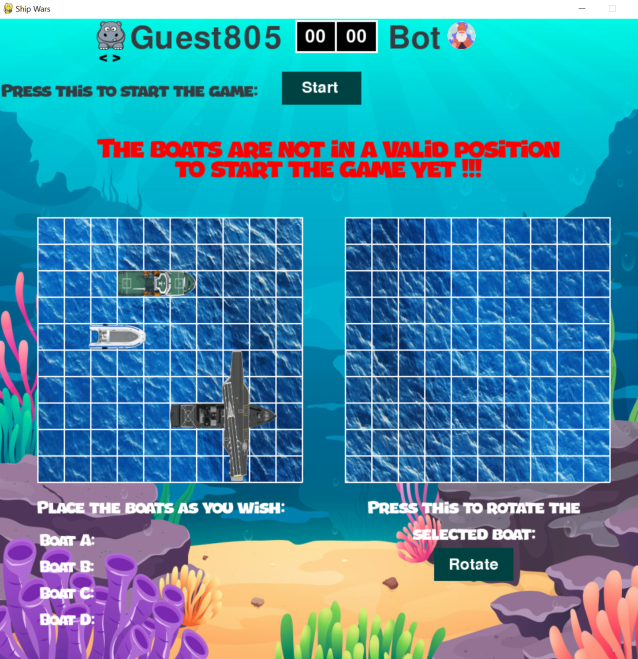 Ship Wars
Guest805 00 00 Bot
< >
Press this to start the game: Start
The boats are not in a valid position
to start the game yet !!!
Place the boats as you wish:
Press this to rotate the
selected boat:
Boat A:
Boat B:
Boat C:
Boat D:
Rotate